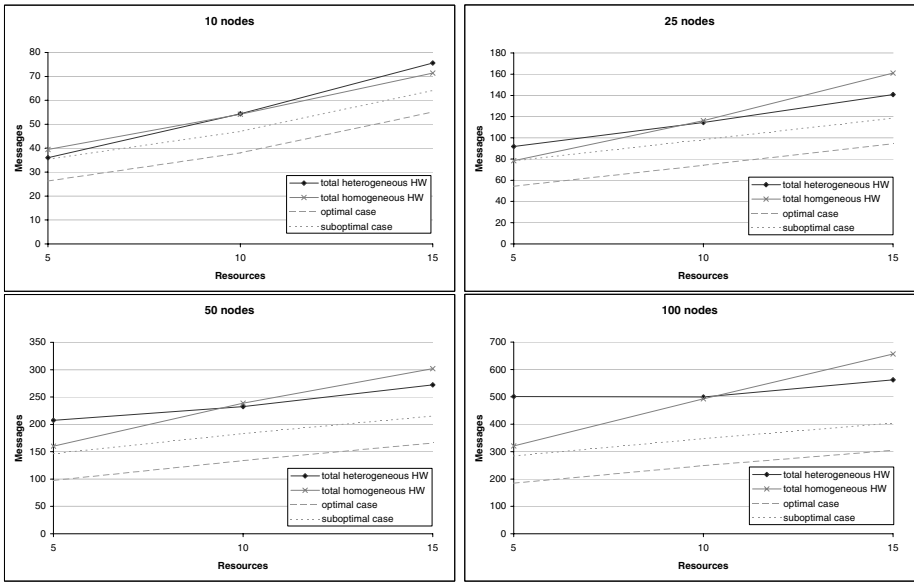 10 nodes
80
70
60
50
40
30
20
10
0
Messages
5
10
15
Resources
total heterogeneous HW
total homogeneous HW
optimal case
suboptimal case
25 nodes
180
160
140
120
100
80
60
40
20
0
Messages
5
10
15
Resources
total heterogeneous HW
total homogeneous HW
optimal case
suboptimal case
50 nodes
350
300
250
200
150
100
50
0
Messages
5
10
15
Resources
total heterogeneous HW
total homogeneous HW
optimal case
suboptimal case
100 nodes
700
600
500
400
300
200
100
0
Messages
5
10
15
Resources
total heterogeneous HW
total homogeneous HW
optimal case
suboptimal case